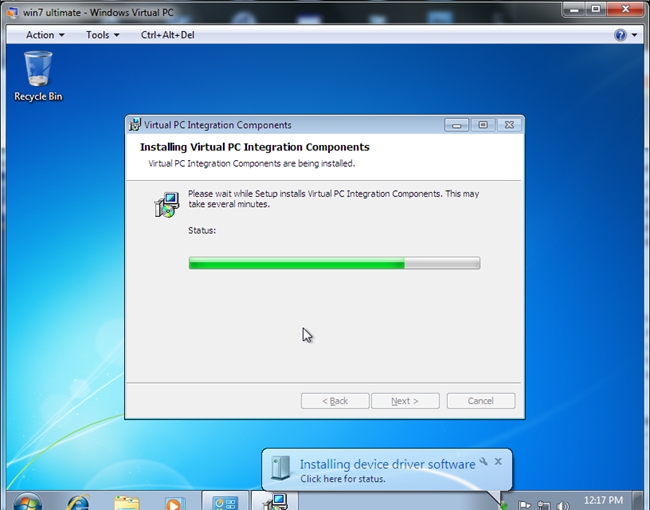 win7 ultimate - Windows Virtual PC
Action Tools Ctrl+Alt+Del
Recycle Bin
Virtual PC Integration Components
Installing Virtual PC Integration Components
Virtual PC Integration Components are being installed.
Please wait while Setup installs Virtual PC Integration Components. This may
take several minutes.
Status:
< Back Next > Cancel
Installing device driver software
Click here for status.
12:17 PM